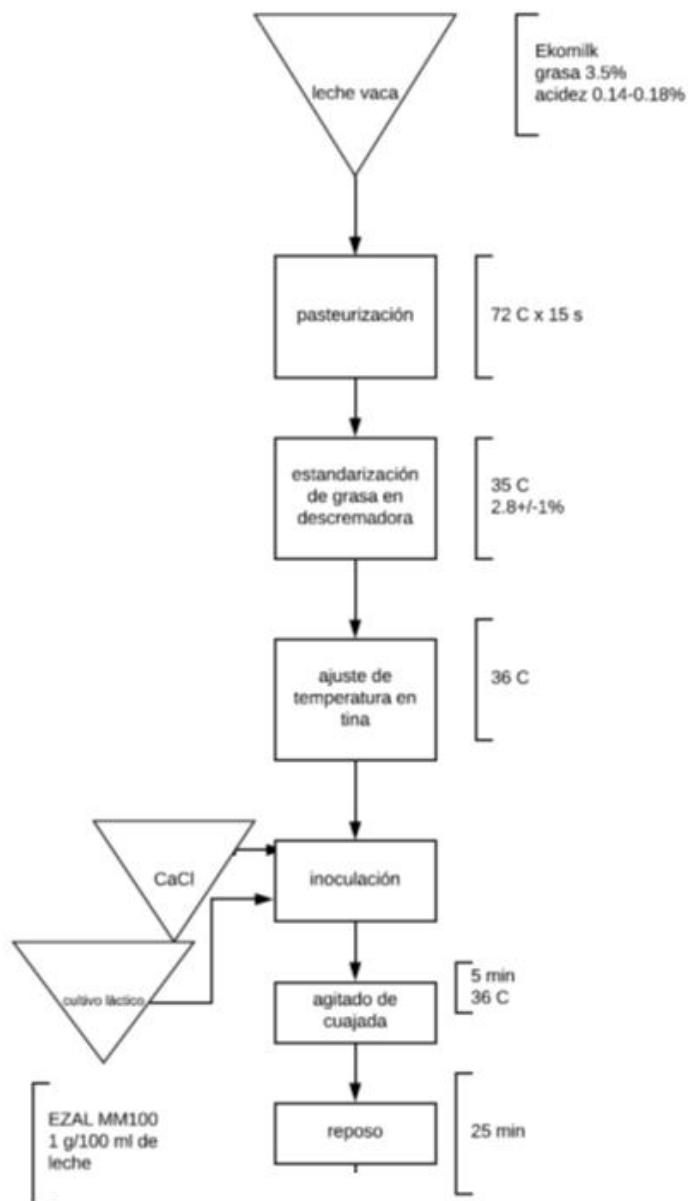 leche vaca
Ekomilk
grasa 3.5%
acidez 0.14-0.18%
pasteurización
72 C x 15 s
estandarización
de grasa en
descremadora
35 C
2.8+/-1%
ajuste de
temperatura en
tina
36 C
CaCl
inoculación
cultivo láctico
5 min
36 C
agitado de
cuajada
EZAL MM100
1 g/100 ml de
leche
reposo
25 min